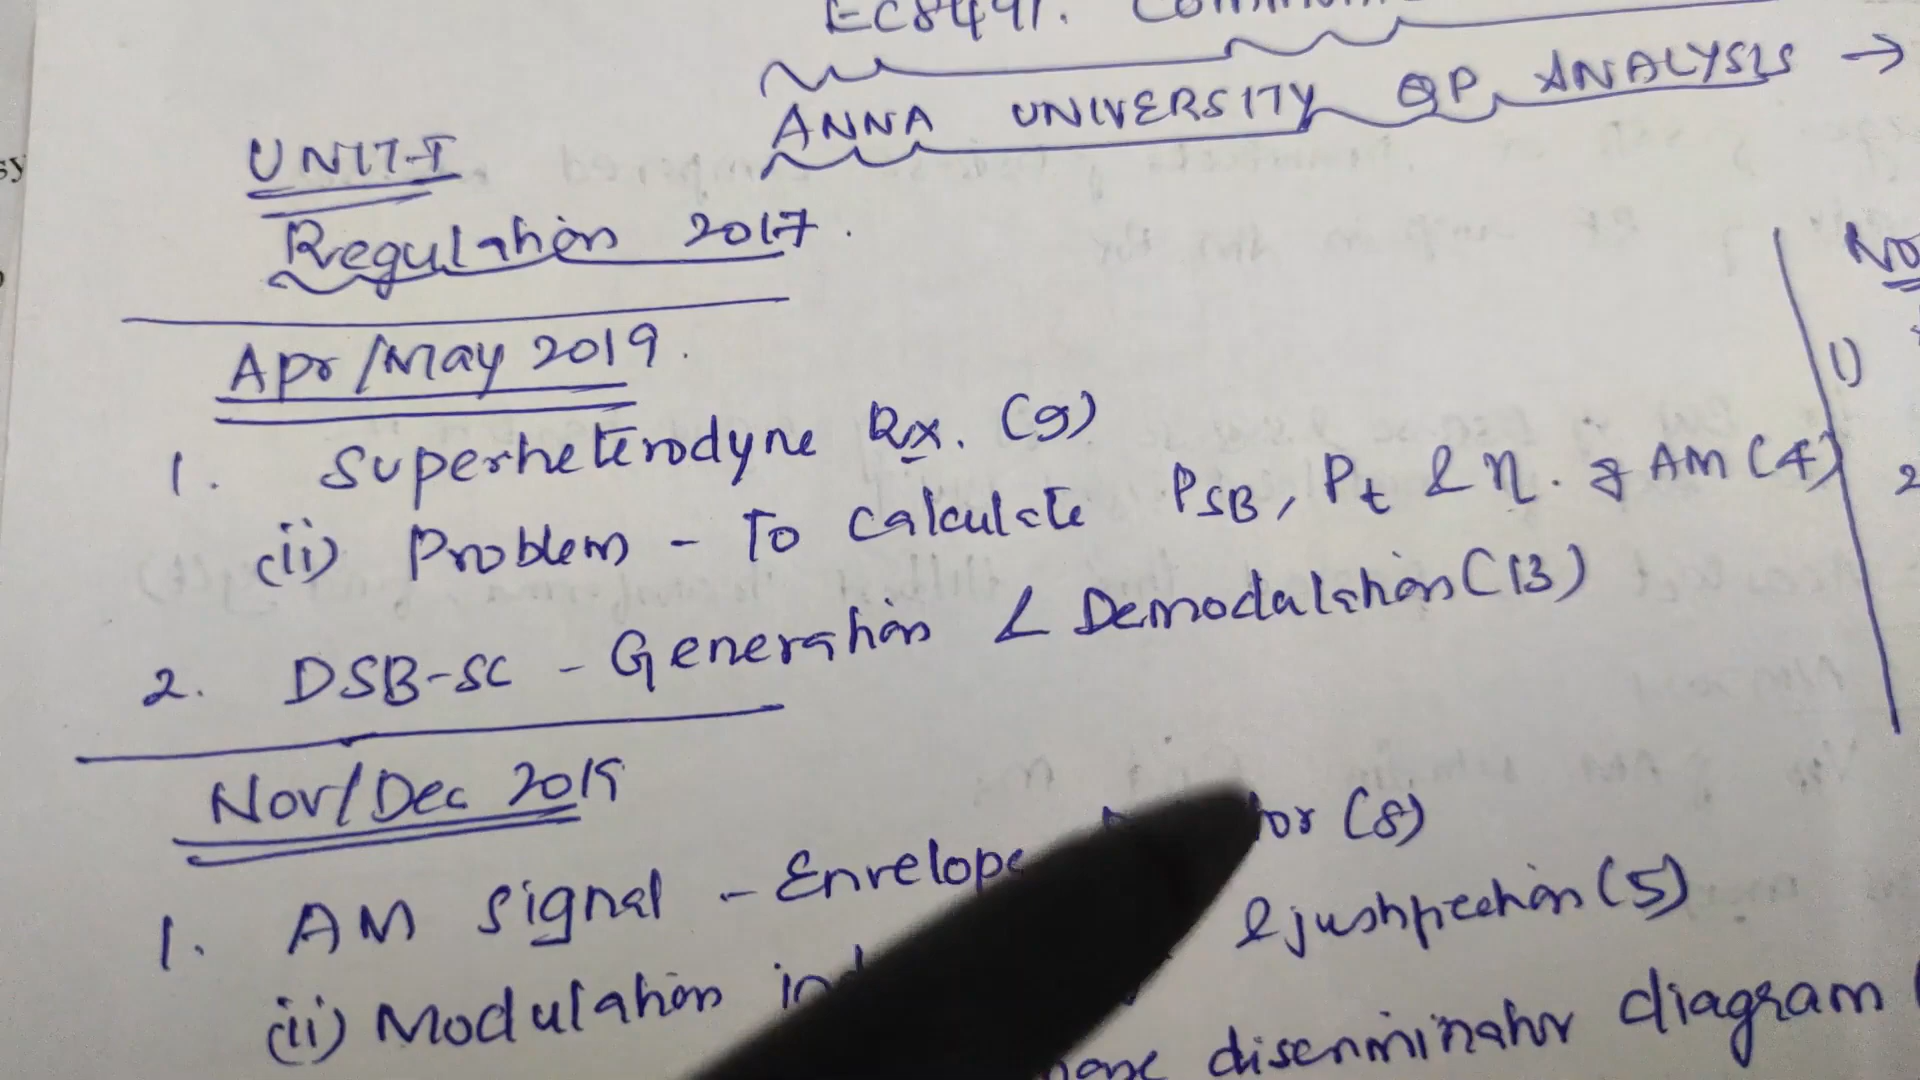 EC8491.
ANNA UNIVERSITY QP ANALYSIS →
UNIT-I
Regulation 2017.
Apr/May 2019.
1. Superheterodyne Rx. (9)
(ii) Problem - To calculate PSB, Pt & η. of AM (4)
2. DSB-SC - Generation & Demodulation (13)
Nov/Dec 2019
1. AM signal - Envelope (8)
(ii) Modulation & justification (5)
discriminator diagram
1)
2